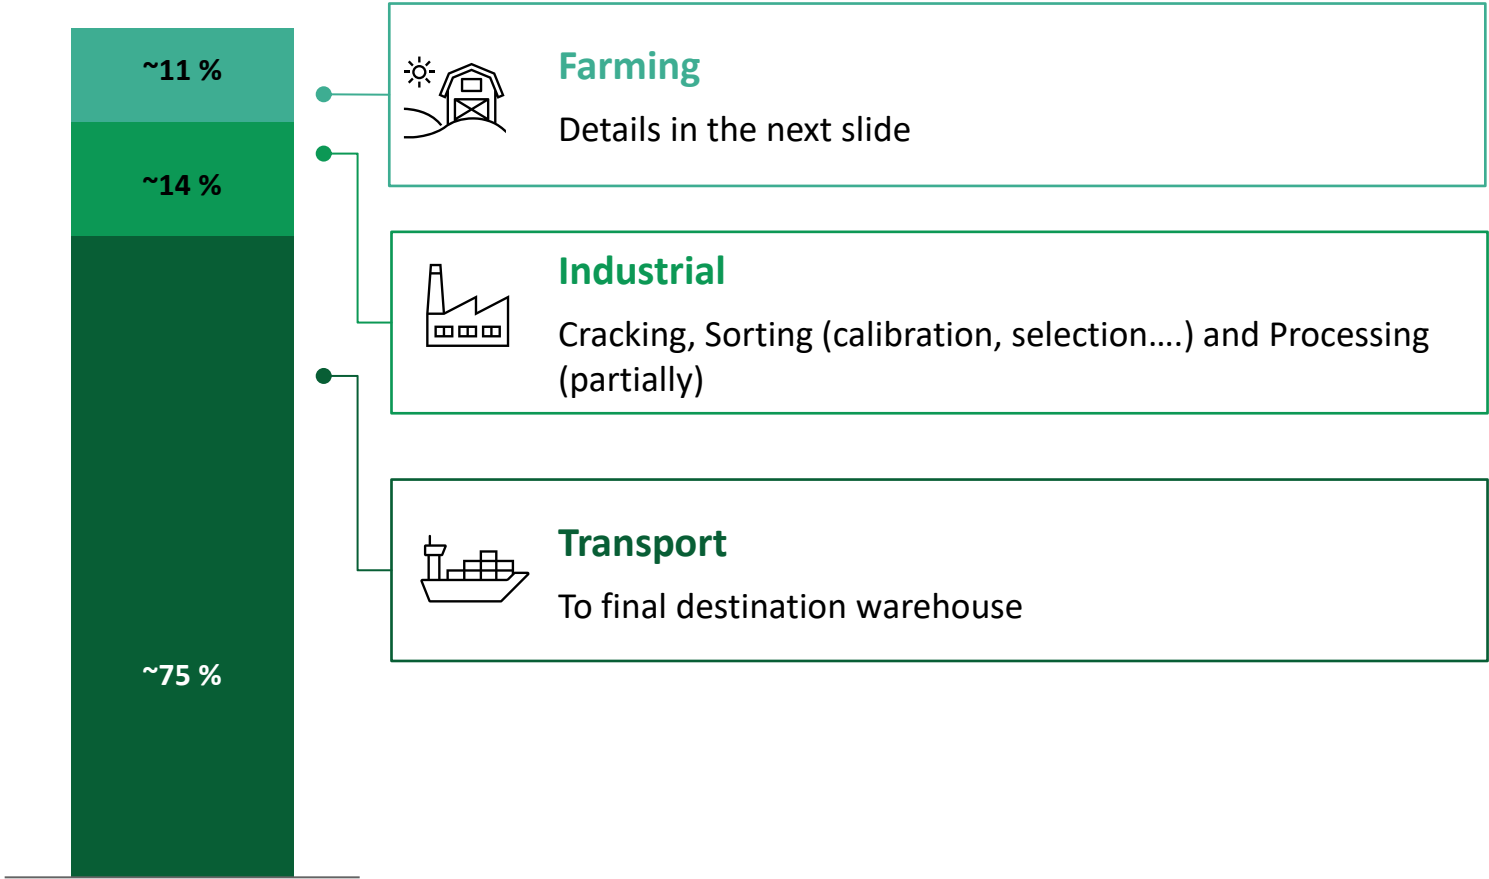 ~11 %
Farming
Details in the next slide
~14 %
Industrial
Cracking, Sorting (calibration, selection....) and Processing
(partially)
Transport
To final destination warehouse
~75 %